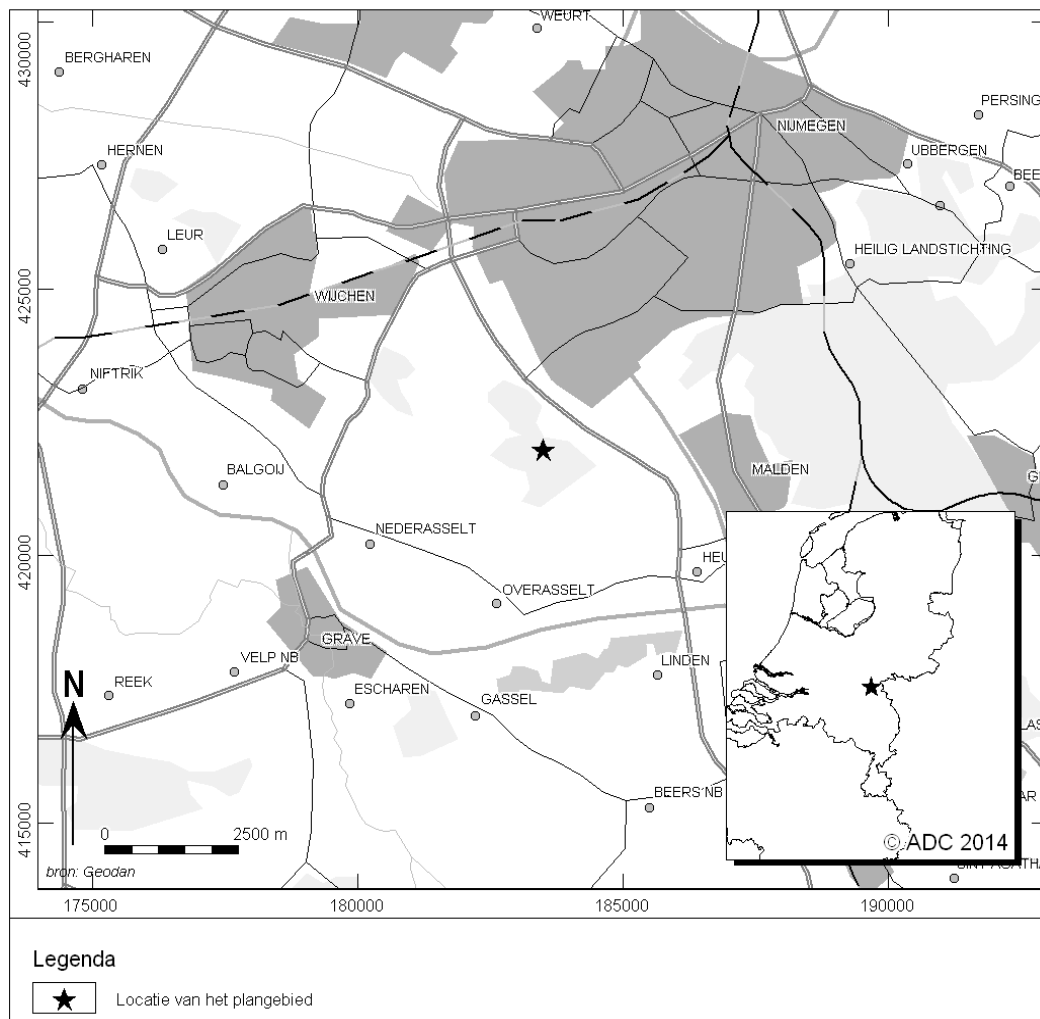 WEURT
BERGHAREN
430000
PERSING
NIJMEGEN
HERNEN
UBBERGEN
BEE
LEUR
HEILIG LANDSTICHTING
425000
WIJCHEN
NIFTRIK
BALGOIJ
MALDEN
NEDERASSELT
420000
HEU
OVERASSELT
GRAVE
VELP NB
LINDEN
REEK
N
ESCHAREN
GASSEL
BEERS NB
415000
0
2500 m
© ADC 2014
bron: Geodan
175000
180000
185000
190000
Legenda
Locatie van het plangebied